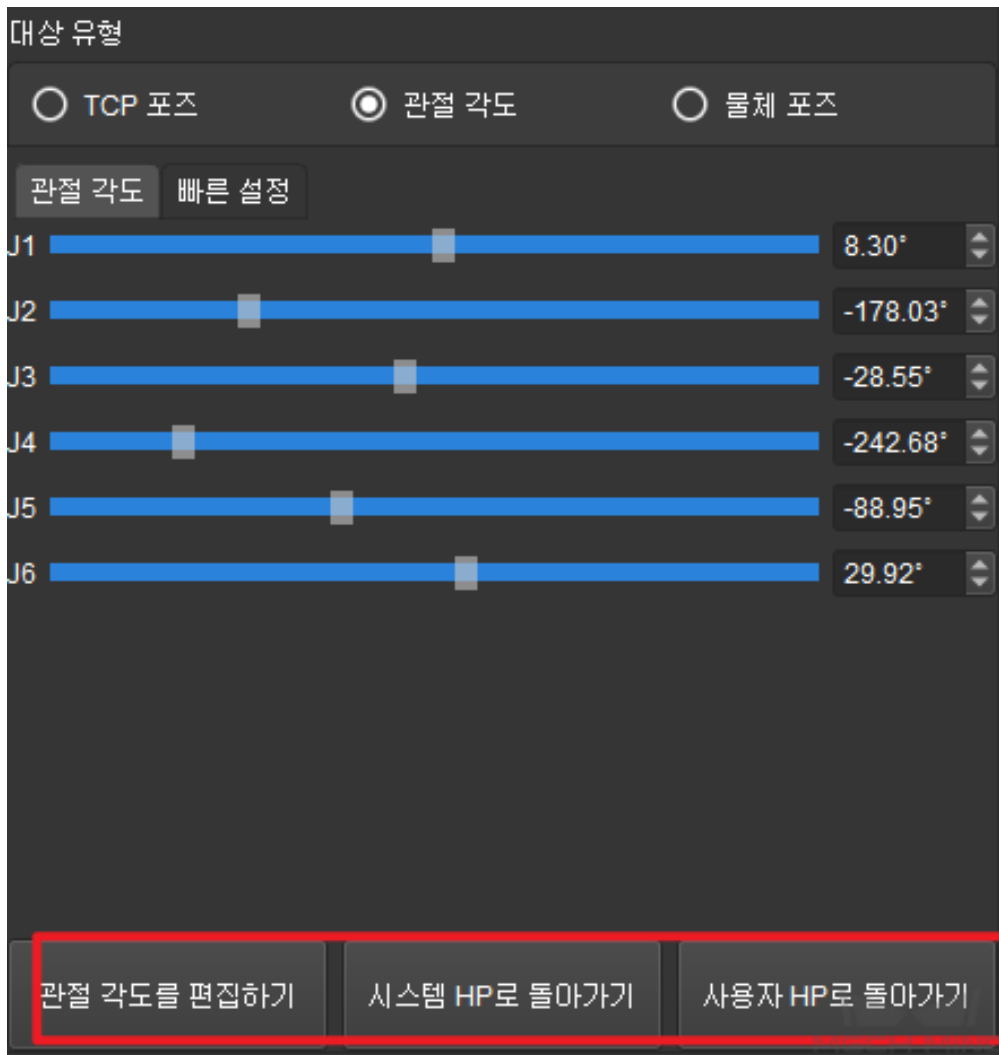 대상 유형
TCP 포즈 관절 각도 물체 포즈
관절 각도 빠른 설정
J1 8.30°
J2 -178.03°
J3 -28.55°
J4 -242.68°
J5 -88.95°
J6 29.92°
관절 각도를 편집하기 시스템 HP로 돌아가기 사용자 HP로 돌아가기